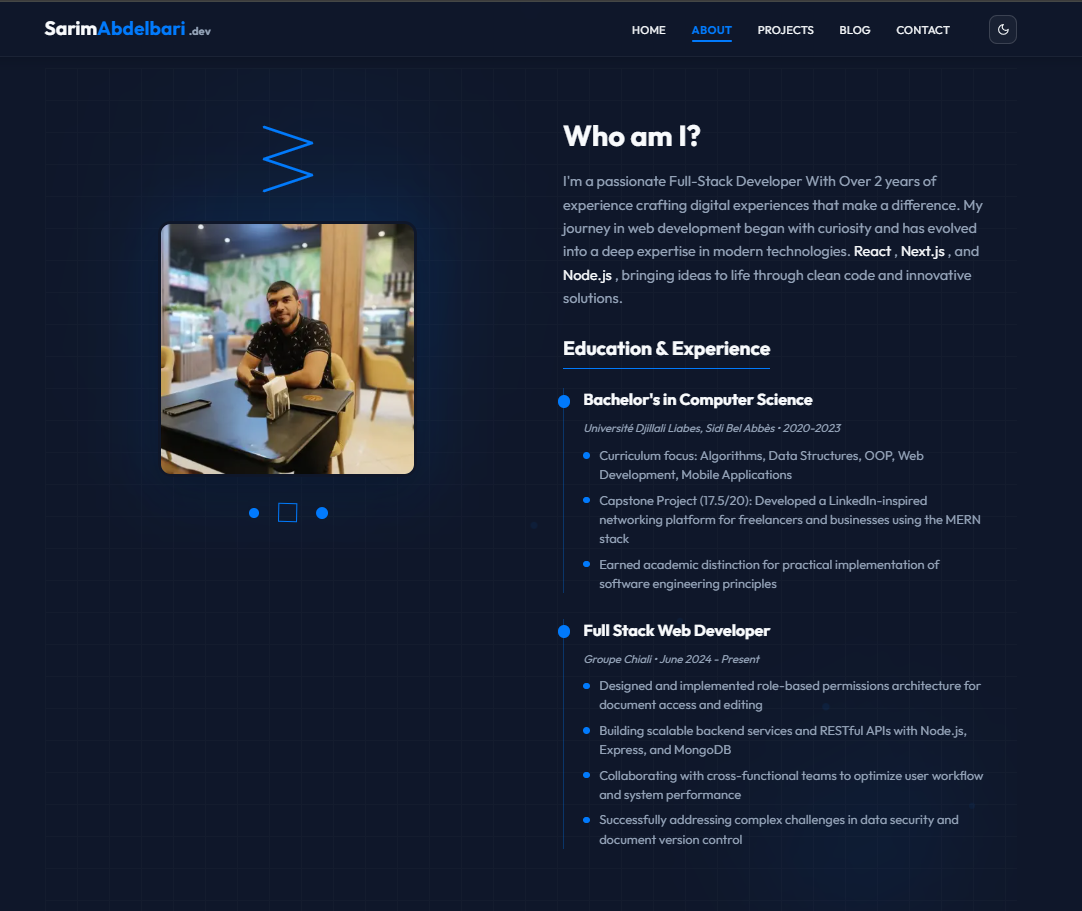 SarimAbdelbari .dev
HOME ABOUT PROJECTS BLOG CONTACT
Who am I?
I'm a passionate Full-Stack Developer With Over 2 years of
experience crafting digital experiences that make a difference. My
journey in web development began with curiosity and has evolved
into a deep expertise in modern technologies. React , Next.js , and
Node.js , bringing ideas to life through clean code and innovative
solutions.
Education & Experience
Bachelor's in Computer Science
Université Djillali Liabes, Sidi Bel Abbès • 2020-2023
Curriculum focus: Algorithms, Data Structures, OOP, Web
Development, Mobile Applications
Capstone Project (17.5/20): Developed a LinkedIn-inspired
networking platform for freelancers and businesses using the MERN
stack
Earned academic distinction for practical implementation of
software engineering principles
Full Stack Web Developer
Groupe Chiali • June 2024 - Present
Designed and implemented role-based permissions architecture for
document access and editing
Building scalable backend services and RESTful APIs with Node.js,
Express, and MongoDB
Collaborating with cross-functional teams to optimize user workflow
and system performance
Successfully addressing complex challenges in data security and
document version control